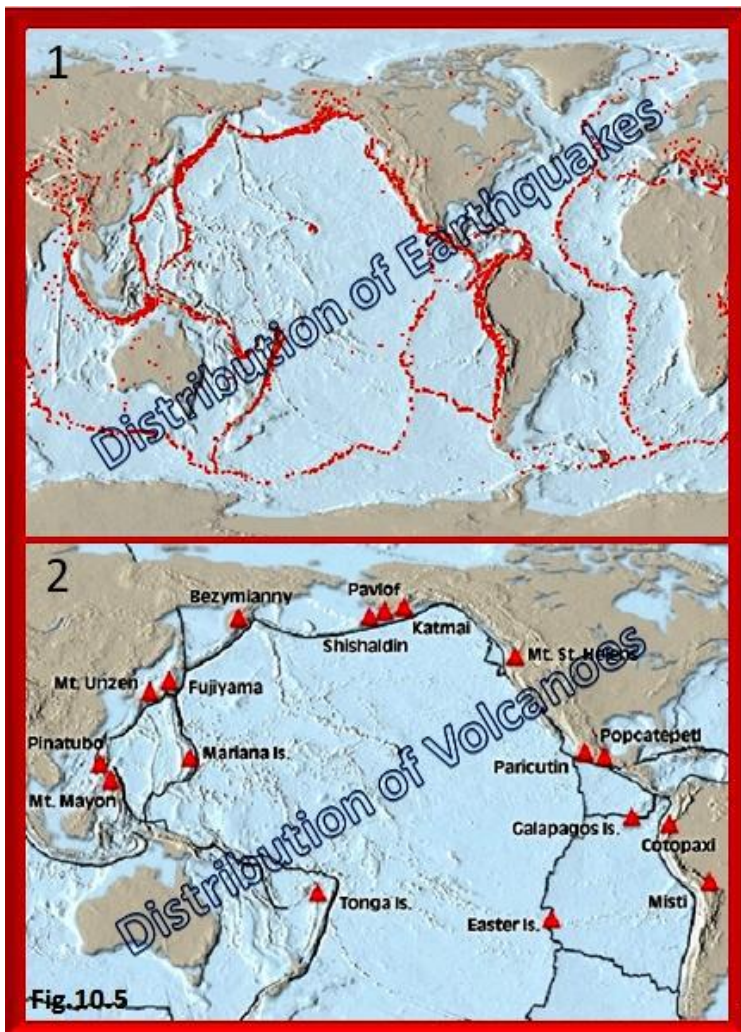 1
Distribution of Earthquakes
2
Bezymianny
Pavlof
Katmai
Shishaldin
Mt. St. Helens
Mt. Unzen
Fujiyama
Distribution of Volcanoes
Popcatepetl
Pinatubo
Mariana Is.
Paricutin
Mt. Mayon
Galapagos Is.
Cotopaxi
Tonga Is.
Easter Is.
Misti
Fig.10.5